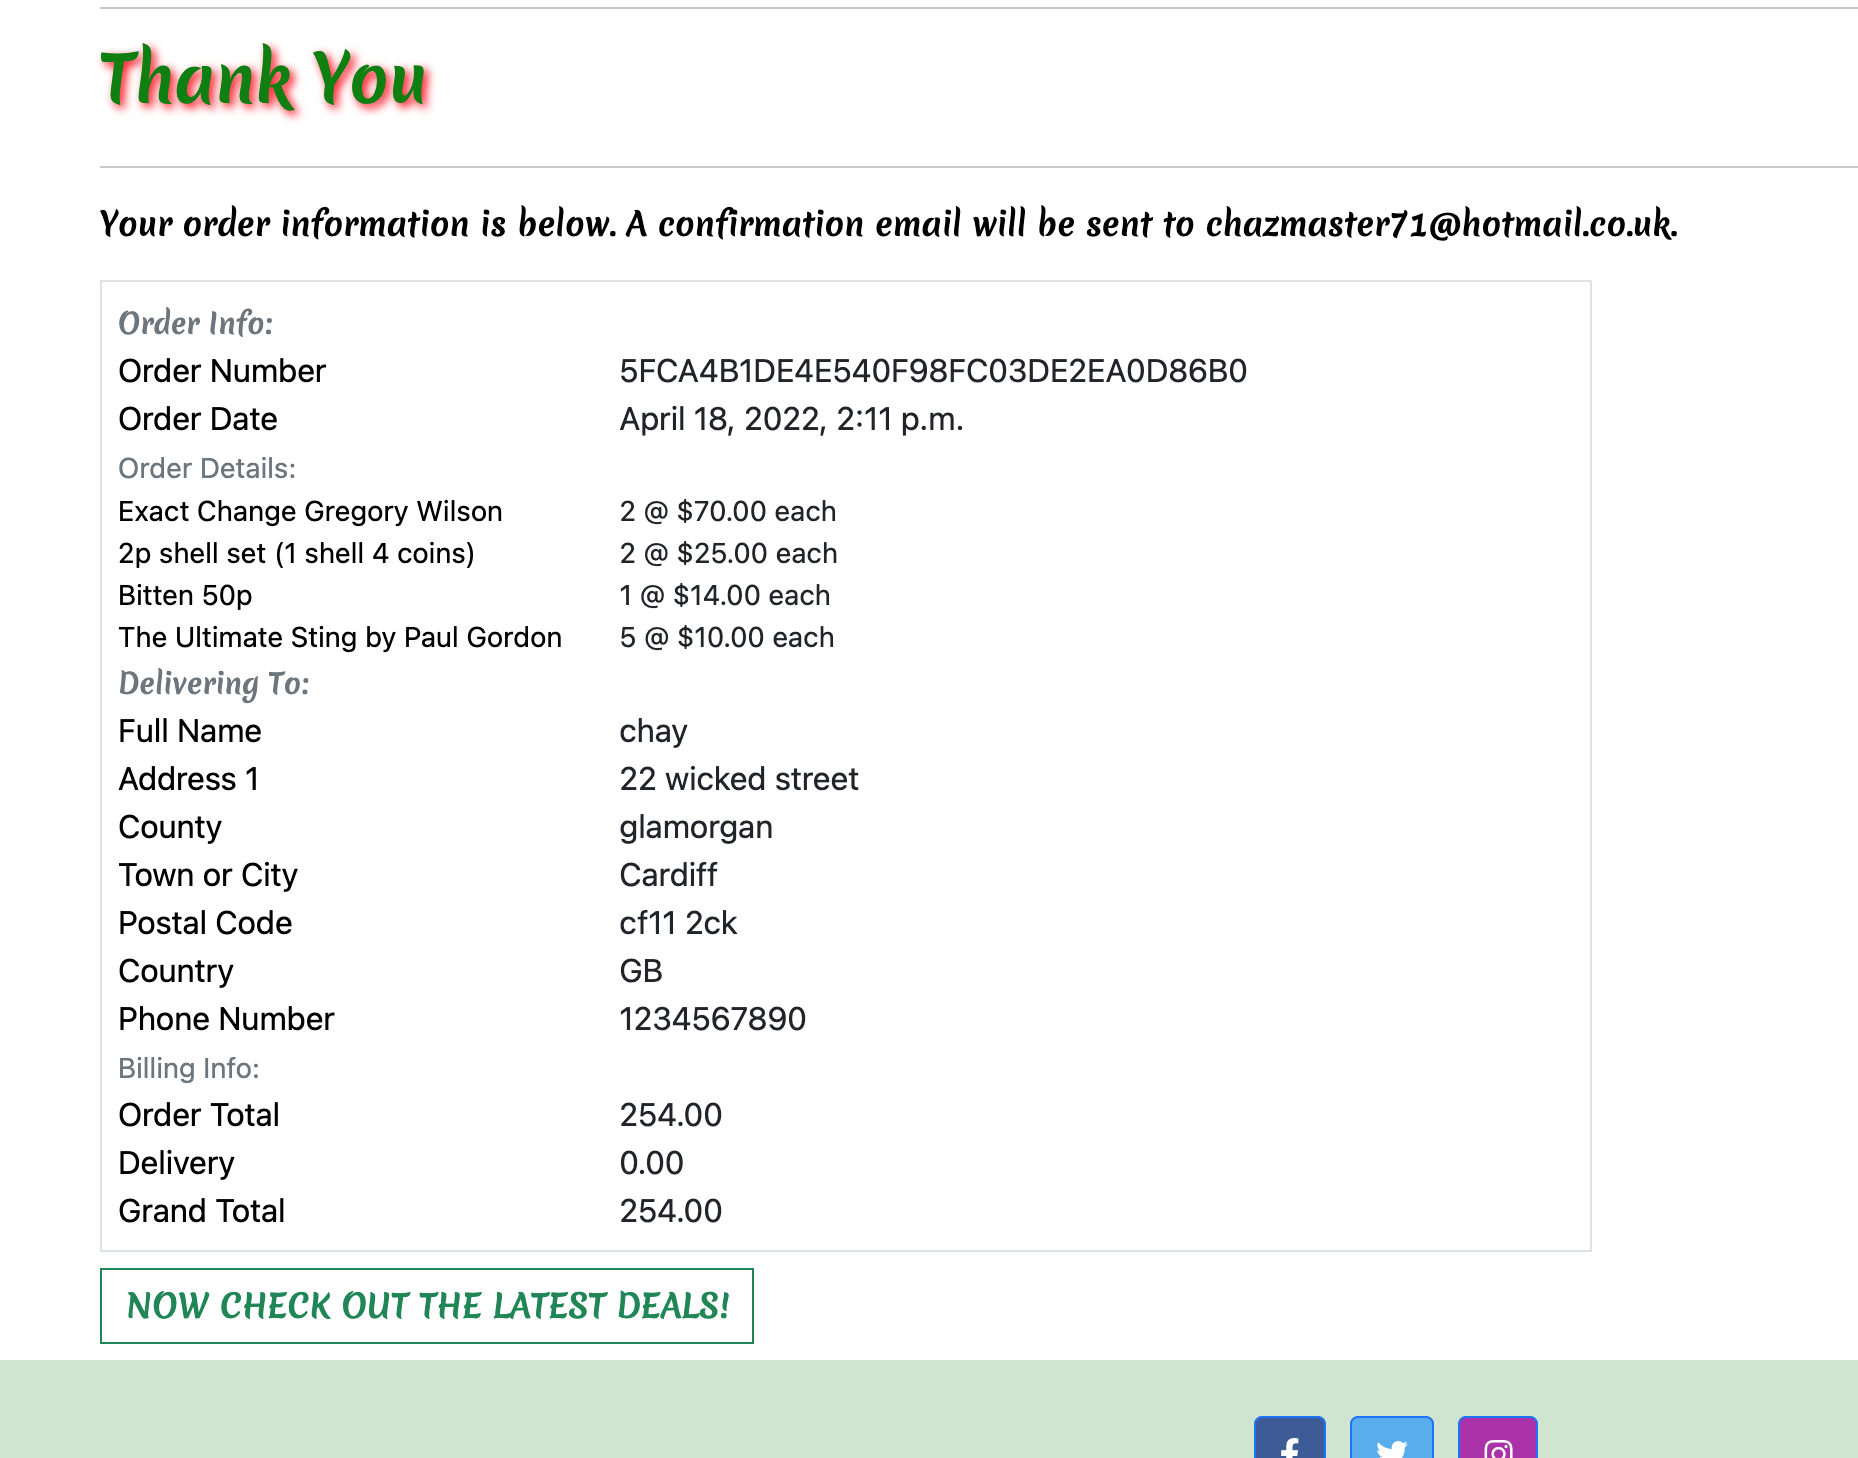 Thank You
Your order information is below. A confirmation email will be sent to chazmaster71@hotmail.co.uk.
Order Info:
Order Number 5FCA4B1DE4E540F98FC03DE2EA0D86B0
Order Date April 18, 2022, 2:11 p.m.
Order Details:
Exact Change Gregory Wilson 2 @ $70.00 each
2p shell set (1 shell 4 coins) 2 @ $25.00 each
Bitten 50p 1 @ $14.00 each
The Ultimate Sting by Paul Gordon 5 @ $10.00 each
Delivering To:
Full Name chay
Address 1 22 wicked street
County glamorgan
Town or City Cardiff
Postal Code cf11 2ck
Country GB
Phone Number 1234567890
Billing Info:
Order Total 254.00
Delivery 0.00
Grand Total 254.00
NOW CHECK OUT THE LATEST DEALS!